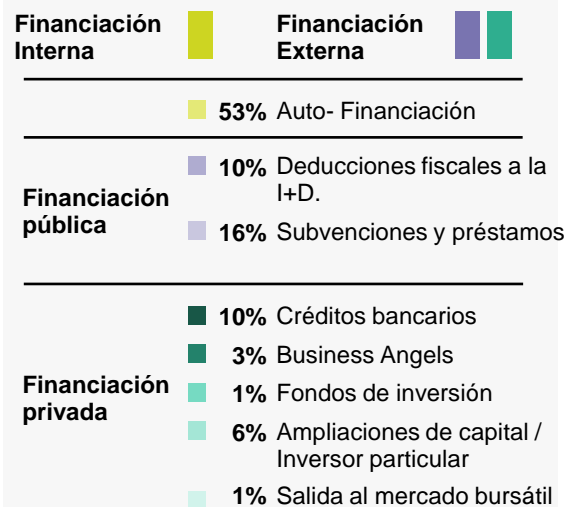 Financiación
Interna
Financiación
Externa
53% Auto- Financiación
Financiación
pública
10% Deducciones fiscales a la
I+D.
16% Subvenciones y préstamos
Financiación
privada
10% Créditos bancarios
3% Business Angels
1% Fondos de inversión
6% Ampliaciones de capital /
Inversor particular
1% Salida al mercado bursátil